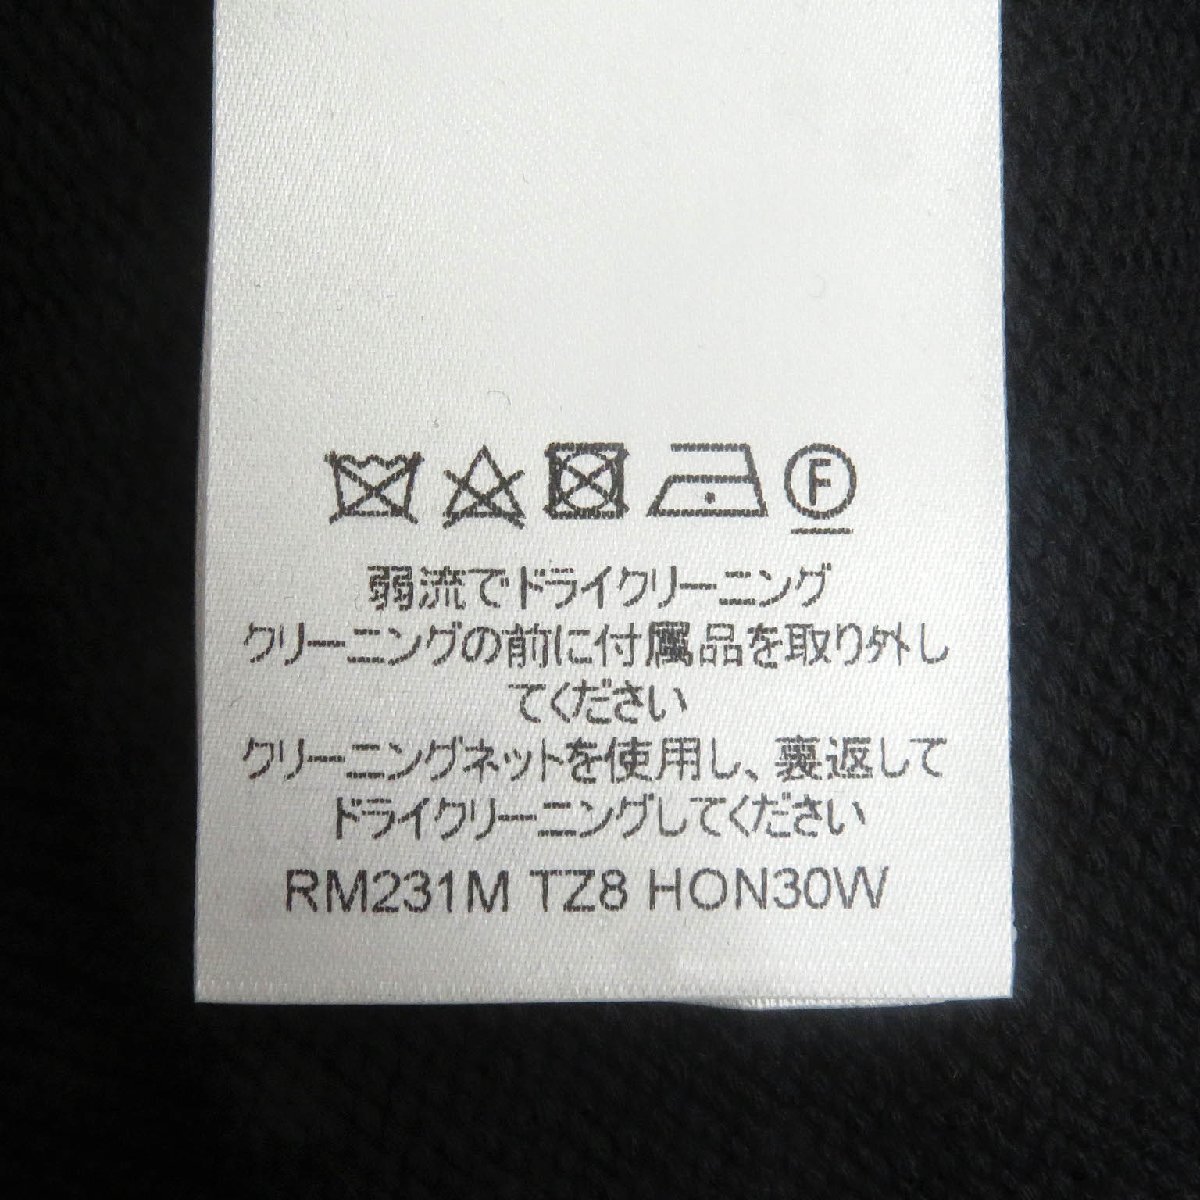 F
弱流でドライクリーニング
クリーニングの前に付属品を取り外し
てください
クリーニングネットを使用し、裏返して
ドライクリーニングしてください
RM231M TZ8 HON30W